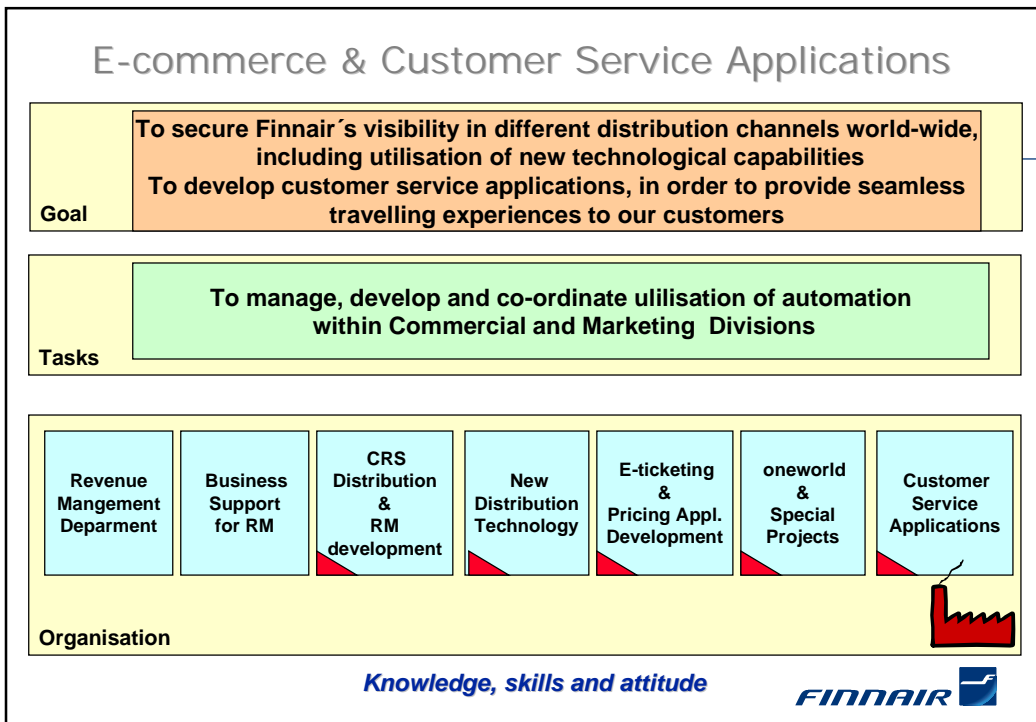 E-commerce & Customer Service Applications
To secure Finnair´s visibility in different distribution channels world-wide,
including utilisation of new technological capabilities
To develop customer service applications, in order to provide seamless
travelling experiences to our customers
Goal
To manage, develop and co-ordinate ulilisation of automation
within Commercial and Marketing Divisions
Tasks
Revenue
Mangement
Deparment
Business
Support
for RM
CRS
Distribution
&
RM
development
New
Distribution
Technology
E-ticketing
&
Pricing Appl.
Development
oneworld
&
Special
Projects
Customer
Service
Applications
Organisation
Knowledge, skills and attitude
FINNAIR